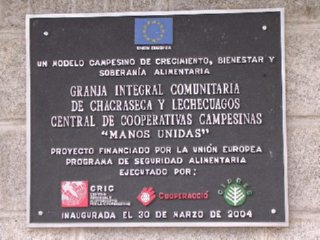 UNION EUROPEA
UN MODELO CAMPESINO DE CRECIMIENTO, BIENESTAR Y
SOBERANÍA ALIMENTARIA
GRANJA INTEGRAL COMUNITARIA
DE CHACRASECA Y LECHECUAGOS
CENTRAL DE COOPERATIVAS CAMPESINAS
"MANOS UNIDAS"
PROYECTO FINANCIADO POR LA UNIÓN EUROPEA
PROGRAMA DE SEGURIDAD ALIMENTARIA
EJECUTADO POR:
CRIC
COOPERACCIÓ
INAUGURADA EL 30 DE MARZO DE 2004